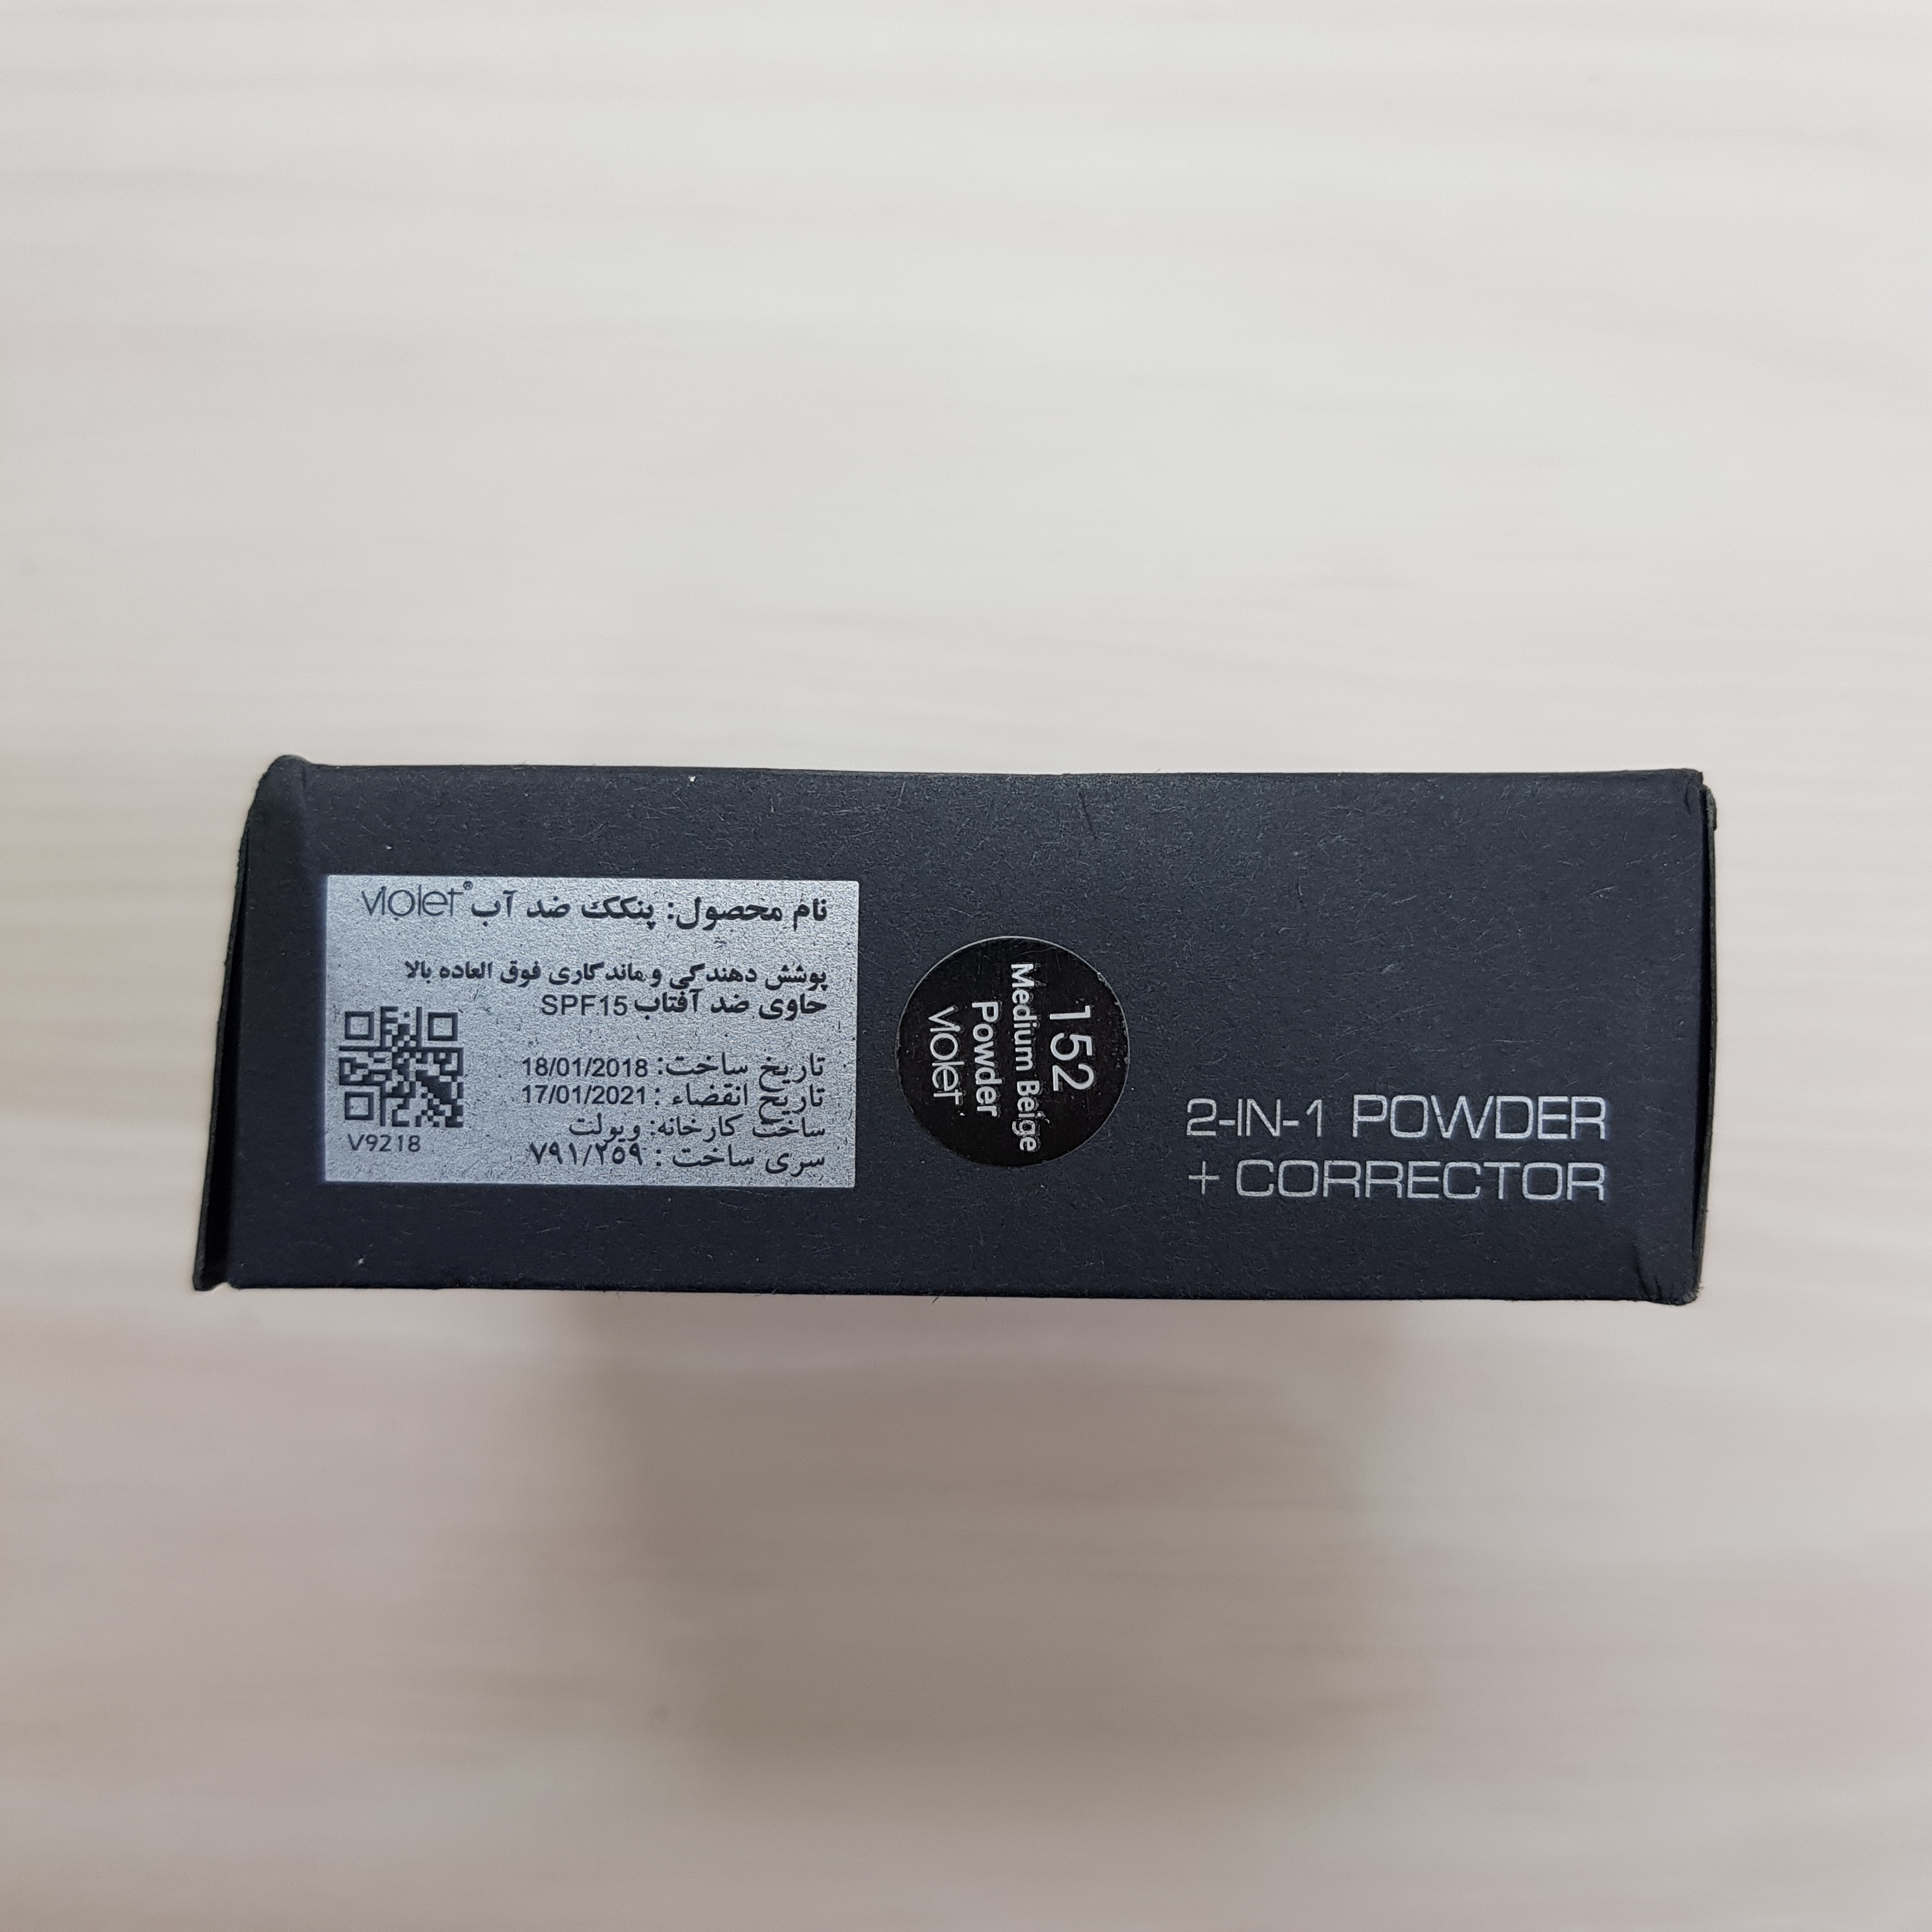 نام محصول: پنکک ضد آب violet®
پوشش دهندگی و ماندگاری فوق العاده بالا
حاوی ضد آفتاب SPF15
تاریخ ساخت: 18/01/2018
تاریخ انقضاء : 17/01/2021
ساخت کارخانه: ویولت
سری ساخت : ۷۹۱/۲۵۹
V9218
152
Medium Beige
Powder
violet
2-IN-1 POWDER
+ CORRECTOR